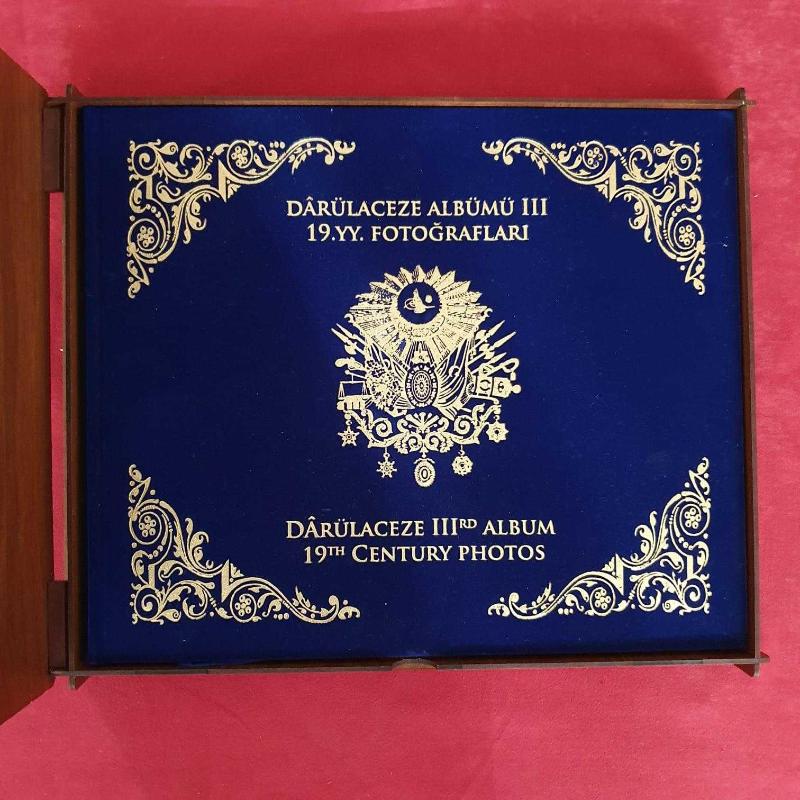 DÂRÜLACEZE ALBÜMÜ III
19.YY. FOTOĞRAFLARI
DÂRÜLACEZE IIIRD ALBUM
19TH CENTURY PHOTOS